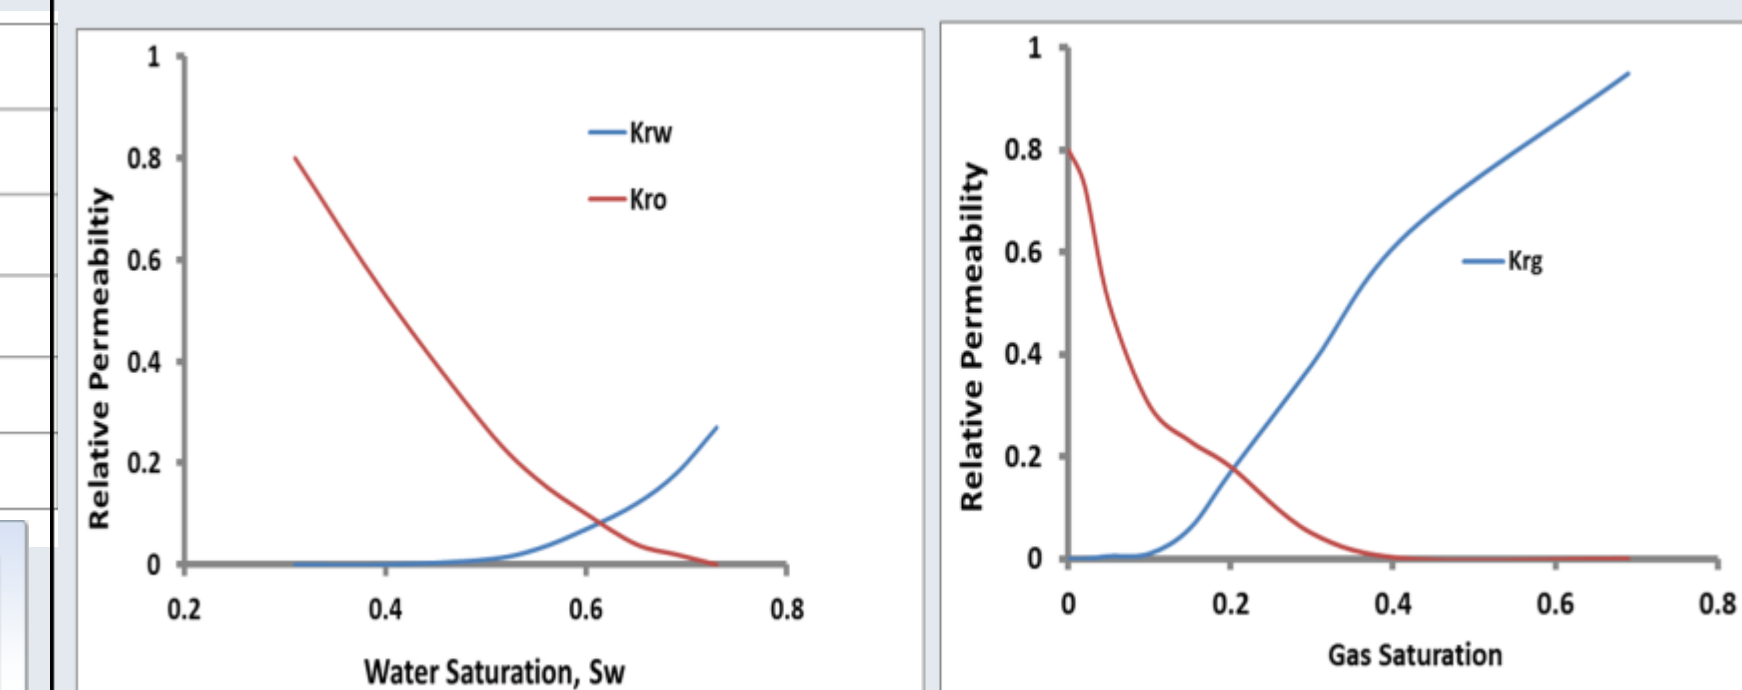 Relative Permeabiltiy
1
0.8
0.6
0.4
0.2
0
0.2 0.4 0.6 0.8
Water Saturation, Sw
Krw
Kro
Relative Permeability
1
0.8
0.6
0.4
0.2
0
0 0.2 0.4 0.6 0.8
Gas Saturation
Krg